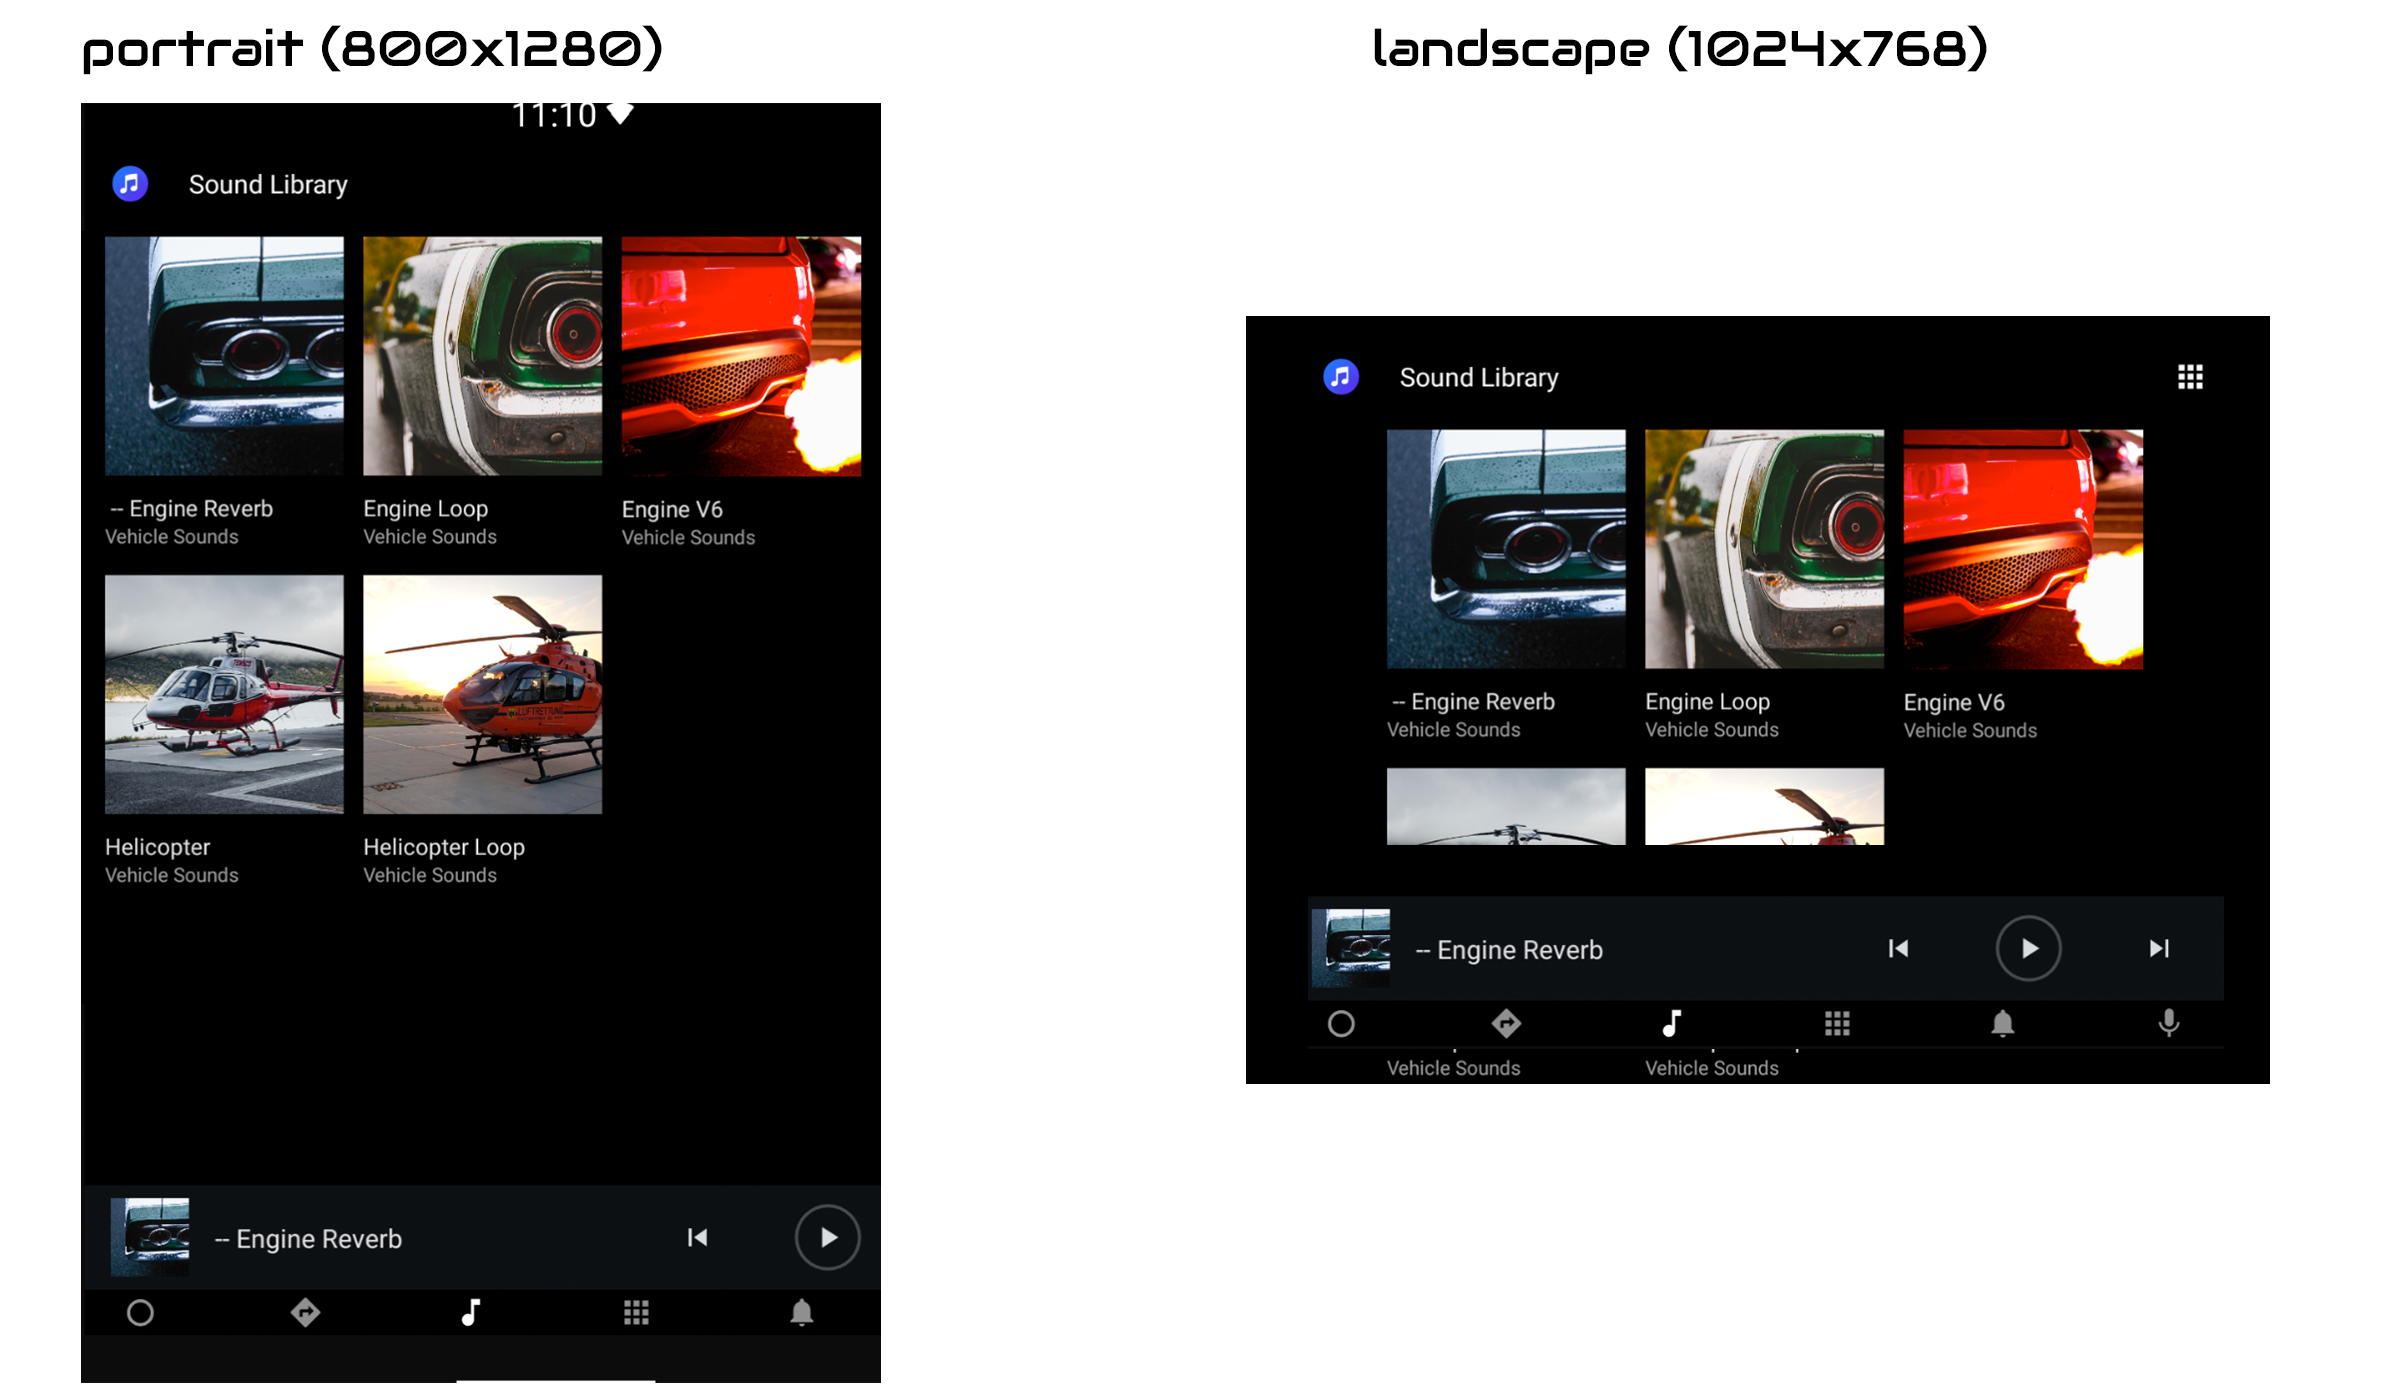 portrait (800x1280)
11:10
Sound Library
-- Engine Reverb
Vehicle Sounds
Engine Loop
Vehicle Sounds
Engine V6
Vehicle Sounds
Helicopter
Vehicle Sounds
Helicopter Loop
Vehicle Sounds
-- Engine Reverb
landscape (1024x768)
Sound Library
-- Engine Reverb
Vehicle Sounds
Engine Loop
Vehicle Sounds
Engine V6
Vehicle Sounds
-- Engine Reverb
Vehicle Sounds
Vehicle Sounds